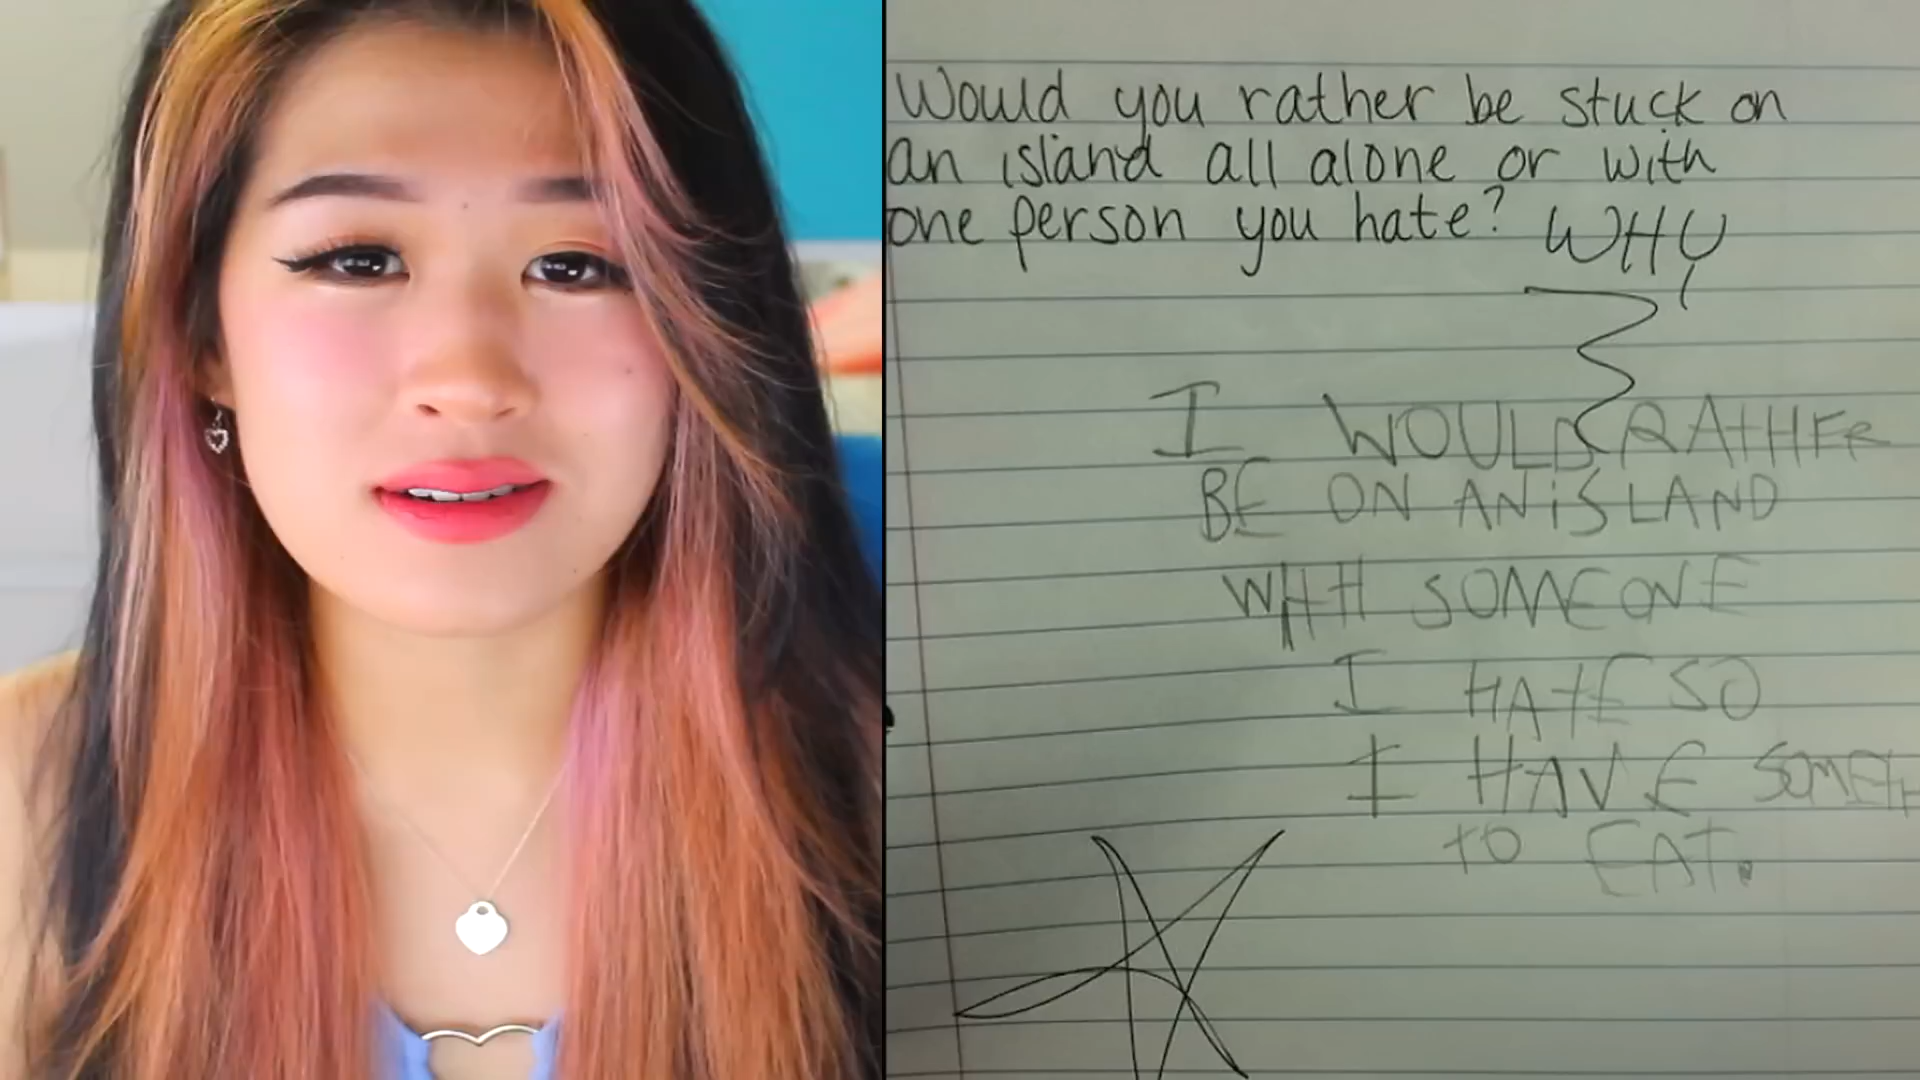 Would you rather be stuck on
an island all alone or with
one person you hate? WHY
I WOULD RATHER
BE ON AN iSLAND
WITH SOMEONE
I HATE SO
I HAVE SOMETH
TO EAT.